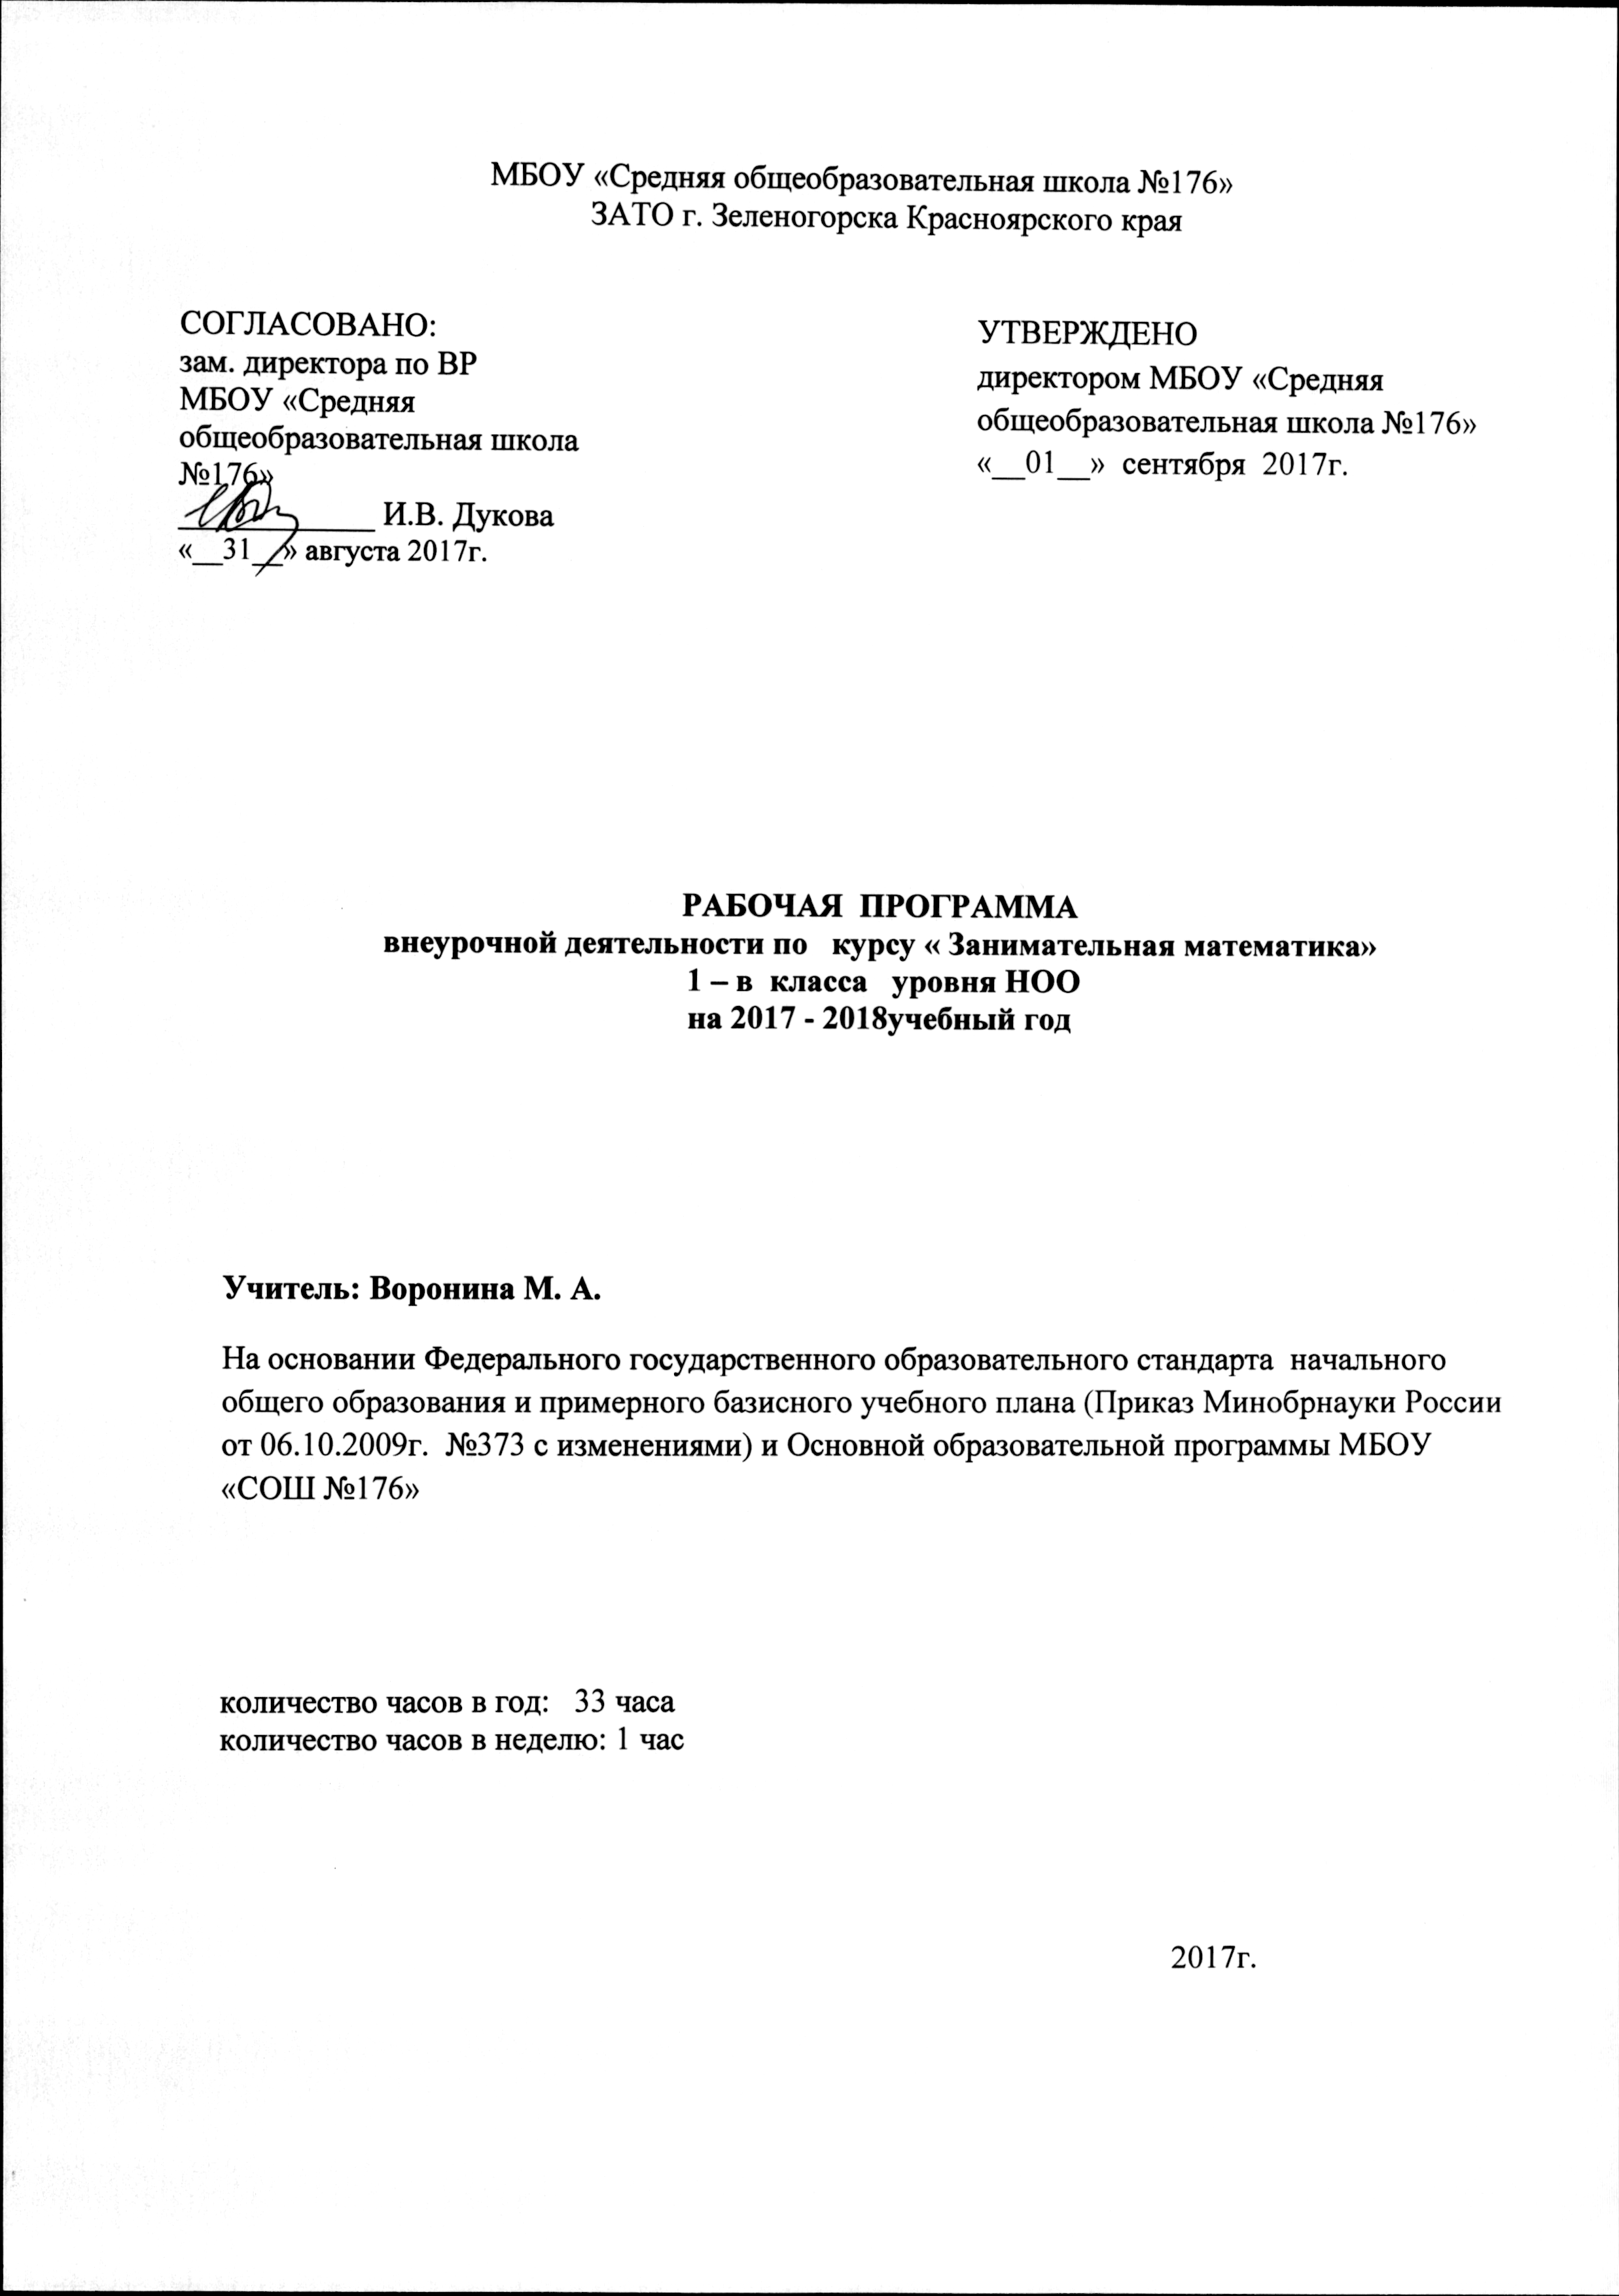 МБОУ «Средняя общеобразовательная школа №176»
ЗАТО г. Зеленогорска Красноярского края
СОГЛАСОВАНО:
зам. директора по ВР
МБОУ «Средняя
общеобразовательная школа
№176»
____________ И.В. Дукова
«__31__» августа 2017г.
УТВЕРЖДЕНО
директором МБОУ «Средняя
общеобразовательная школа №176»
«__01__» сентября 2017г.
РАБОЧАЯ ПРОГРАММА
внеурочной деятельности по курсу « Занимательная математика»
1 – в класса уровня НОО
на 2017 - 2018учебный год
Учитель: Воронина М. А.
На основании Федерального государственного образовательного стандарта начального
общего образования и примерного базисного учебного плана (Приказ Минобрнауки России
от 06.10.2009г. №373 с изменениями) и Основной образовательной программы МБОУ
«СОШ №176»
количество часов в год: 33 часа
количество часов в неделю: 1 час
2017г.